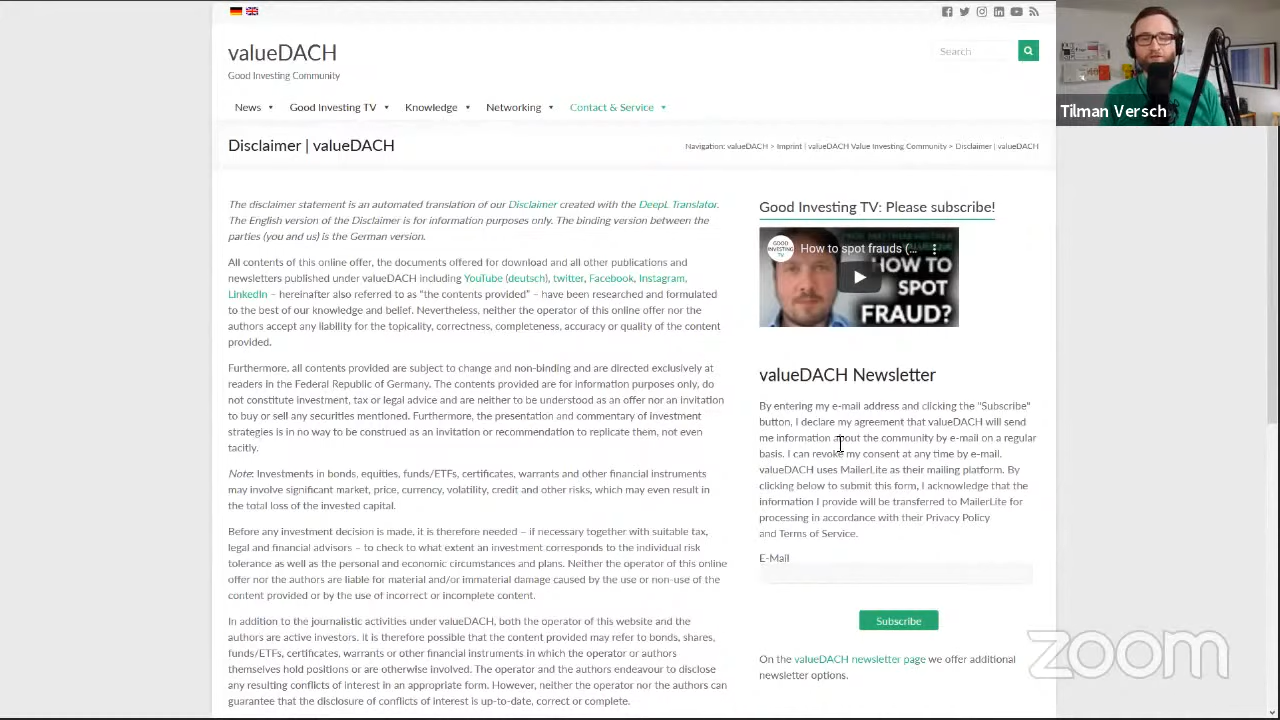 valueDACH
Good Investing Community
Search
News
Good Investing TV
Knowledge
Networking
Contact & Service
Tilman Versch
Disclaimer | valueDACH
Navigation: valueDACH > Imprint | valueDACH Value Investing Community > Disclaimer | valueDACH
The disclaimer statement is an automated translation of our Disclaimer created with the DeepL Translator.
The English version of the Disclaimer is for information purposes only. The binding version between the
parties (you and us) is the German version.
All contents of this online offer, the documents offered for download and all other publications and
newsletters published under valueDACH including YouTube (deutsch), twitter, Facebook, Instagram,
LinkedIn – hereinafter also referred to as “the contents provided” – have been researched and formulated
to the best of our knowledge and belief. Nevertheless, neither the operator of this online offer nor the
authors accept any liability for the topicality, correctness, completeness, accuracy or quality of the content
provided.
Furthermore, all contents provided are subject to change and non-binding and are directed exclusively at
readers in the Federal Republic of Germany. The contents provided are for information purposes only, do
not constitute investment, tax or legal advice and are neither to be understood as an offer nor an invitation
to buy or sell any securities mentioned. Furthermore, the presentation and commentary of investment
strategies is in no way to be construed as an invitation or recommendation to replicate them, not even
tacitly.
Note: Investments in bonds, equities, funds/ETFs, certificates, warrants and other financial instruments
may involve significant market, price, currency, volatility, credit and other risks, which may even result in
the total loss of the invested capital.
Before any investment decision is made, it is therefore needed – if necessary together with suitable tax,
legal and financial advisors – to check to what extent an investment corresponds to the individual risk
tolerance as well as the personal and economic circumstances and plans. Neither the operator of this online
offer nor the authors are liable for material and/or immaterial damage caused by the use or non-use of the
content provided or by the use of incorrect or incomplete content.
In addition to the journalistic activities under valueDACH, both the operator of this website and the
authors are active investors. It is therefore possible that the content provided may refer to bonds, shares,
funds/ETFs, certificates, warrants or other financial instruments in which the operator or authors
themselves hold positions or are otherwise involved. The operator and the authors endeavour to disclose
any resulting conflicts of interest in an appropriate form. However, neither the operator nor the authors can
guarantee that the disclosure of conflicts of interest is up-to-date, correct or complete.
Good Investing TV: Please subscribe!
GOOD
INVESTING
TV
How to spot frauds (...
HOW TO
SPOT
FRAUD?
valueDACH Newsletter
By entering my e-mail address and clicking the "Subscribe"
button, I declare my agreement that valueDACH will send
me information about the community by e-mail on a regular
basis. I can revoke my consent at any time by e-mail.
valueDACH uses MailerLite as their mailing platform. By
clicking below to submit this form, I acknowledge that the
information I provide will be transferred to MailerLite for
processing in accordance with their Privacy Policy
and Terms of Service.
E-Mail
Subscribe
On the valueDACH newsletter page we offer additional
newsletter options.
zoom